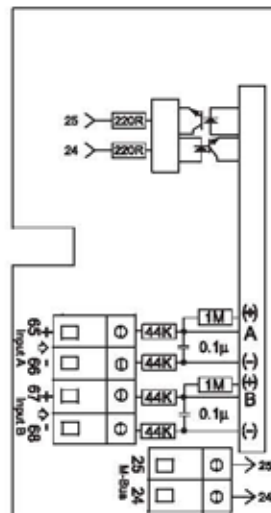 25 220R
24 220R
1M (+)
65 + 44K A
Input A 0.1µ
66 - 44K (-)
1M (+)
67 + 44K B
Input B 0.1µ
68 - 44K (-)
25 25
M-Bus
24 24